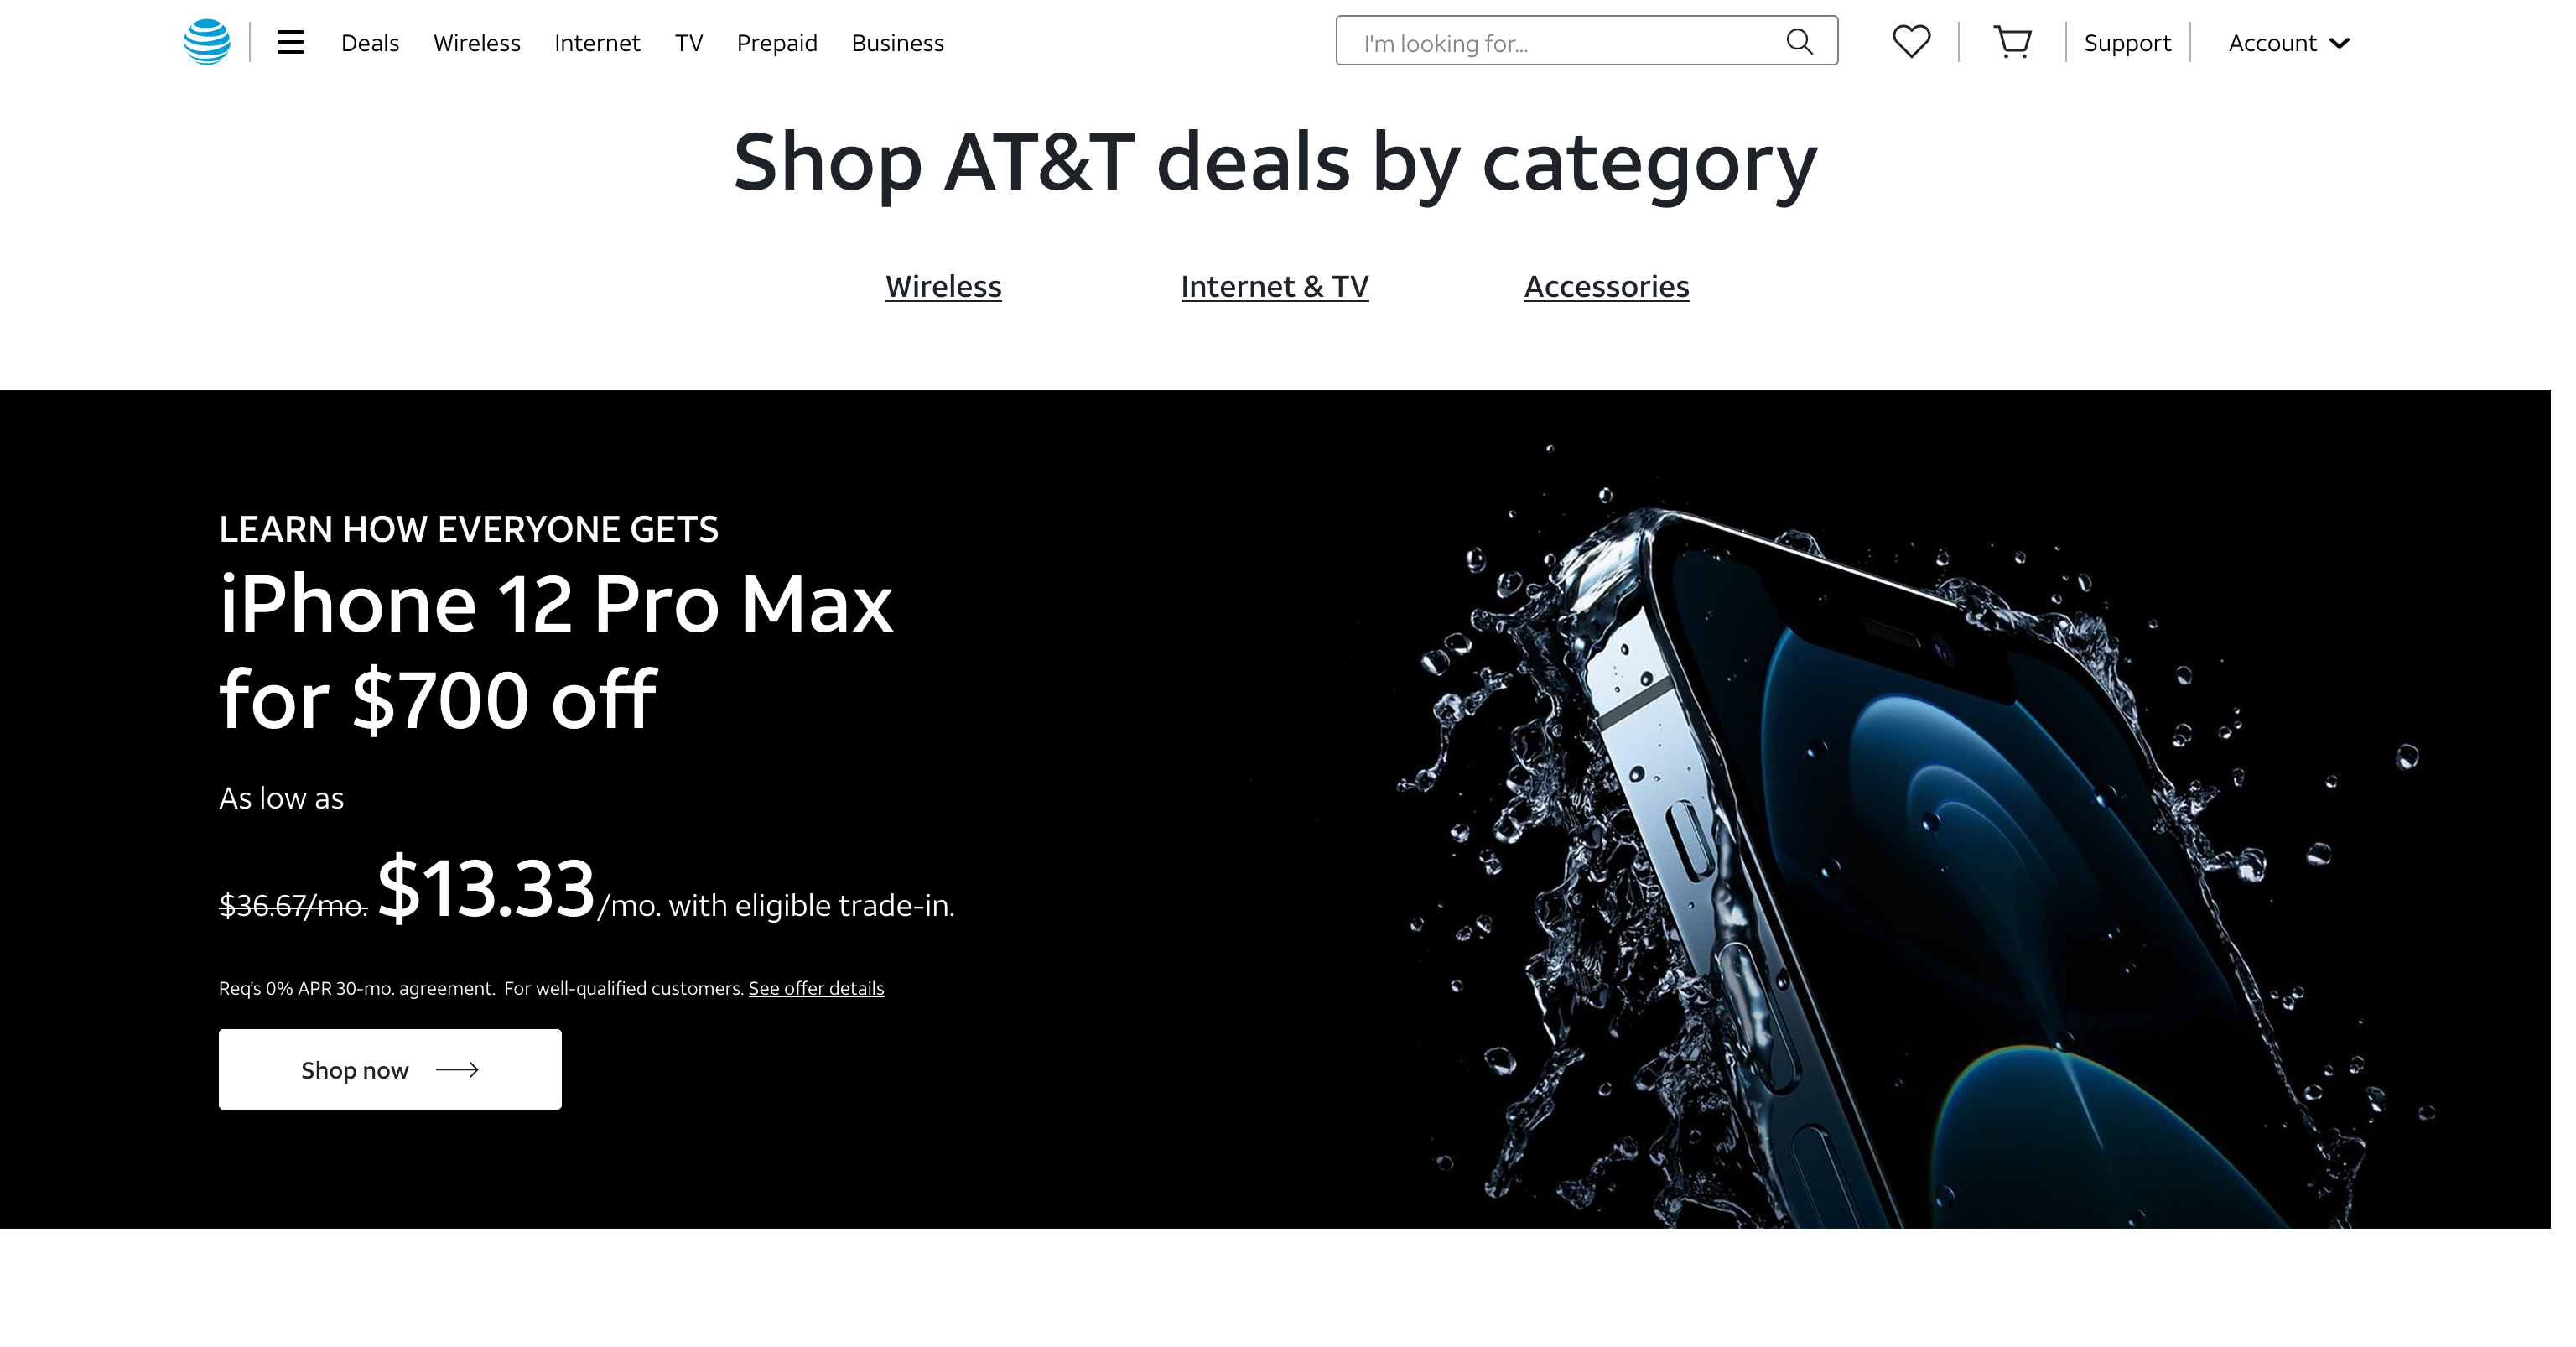 Deals Wireless Internet TV Prepaid Business I'm looking for... Support Account
Shop AT&T deals by category
Wireless Internet & TV Accessories
LEARN HOW EVERYONE GETS
iPhone 12 Pro Max
for $700 off
As low as
$36.67/mo. $13.33/mo. with eligible trade-in.
Req's 0% APR 30-mo. agreement. For well-qualified customers. See offer details
Shop now